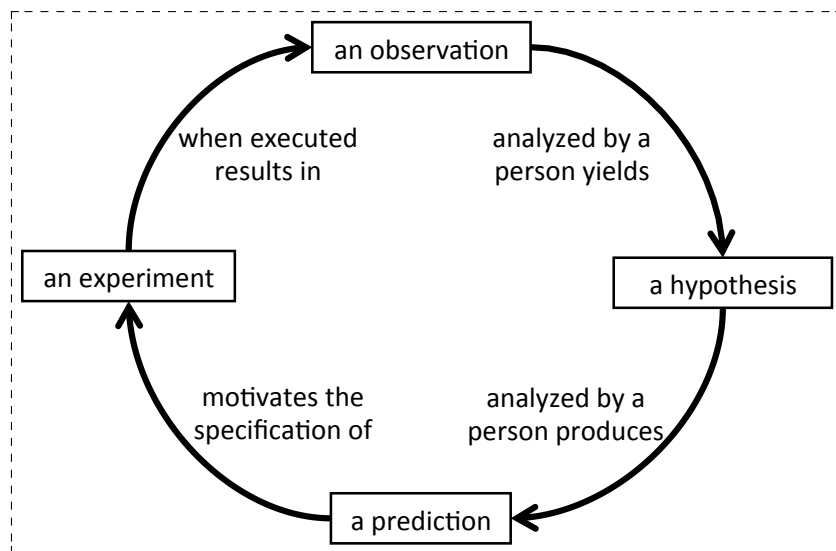 an observation
when executed
results in
analyzed by a
person yields
an experiment
a hypothesis
motivates the
specification of
analyzed by a
person produces
a prediction